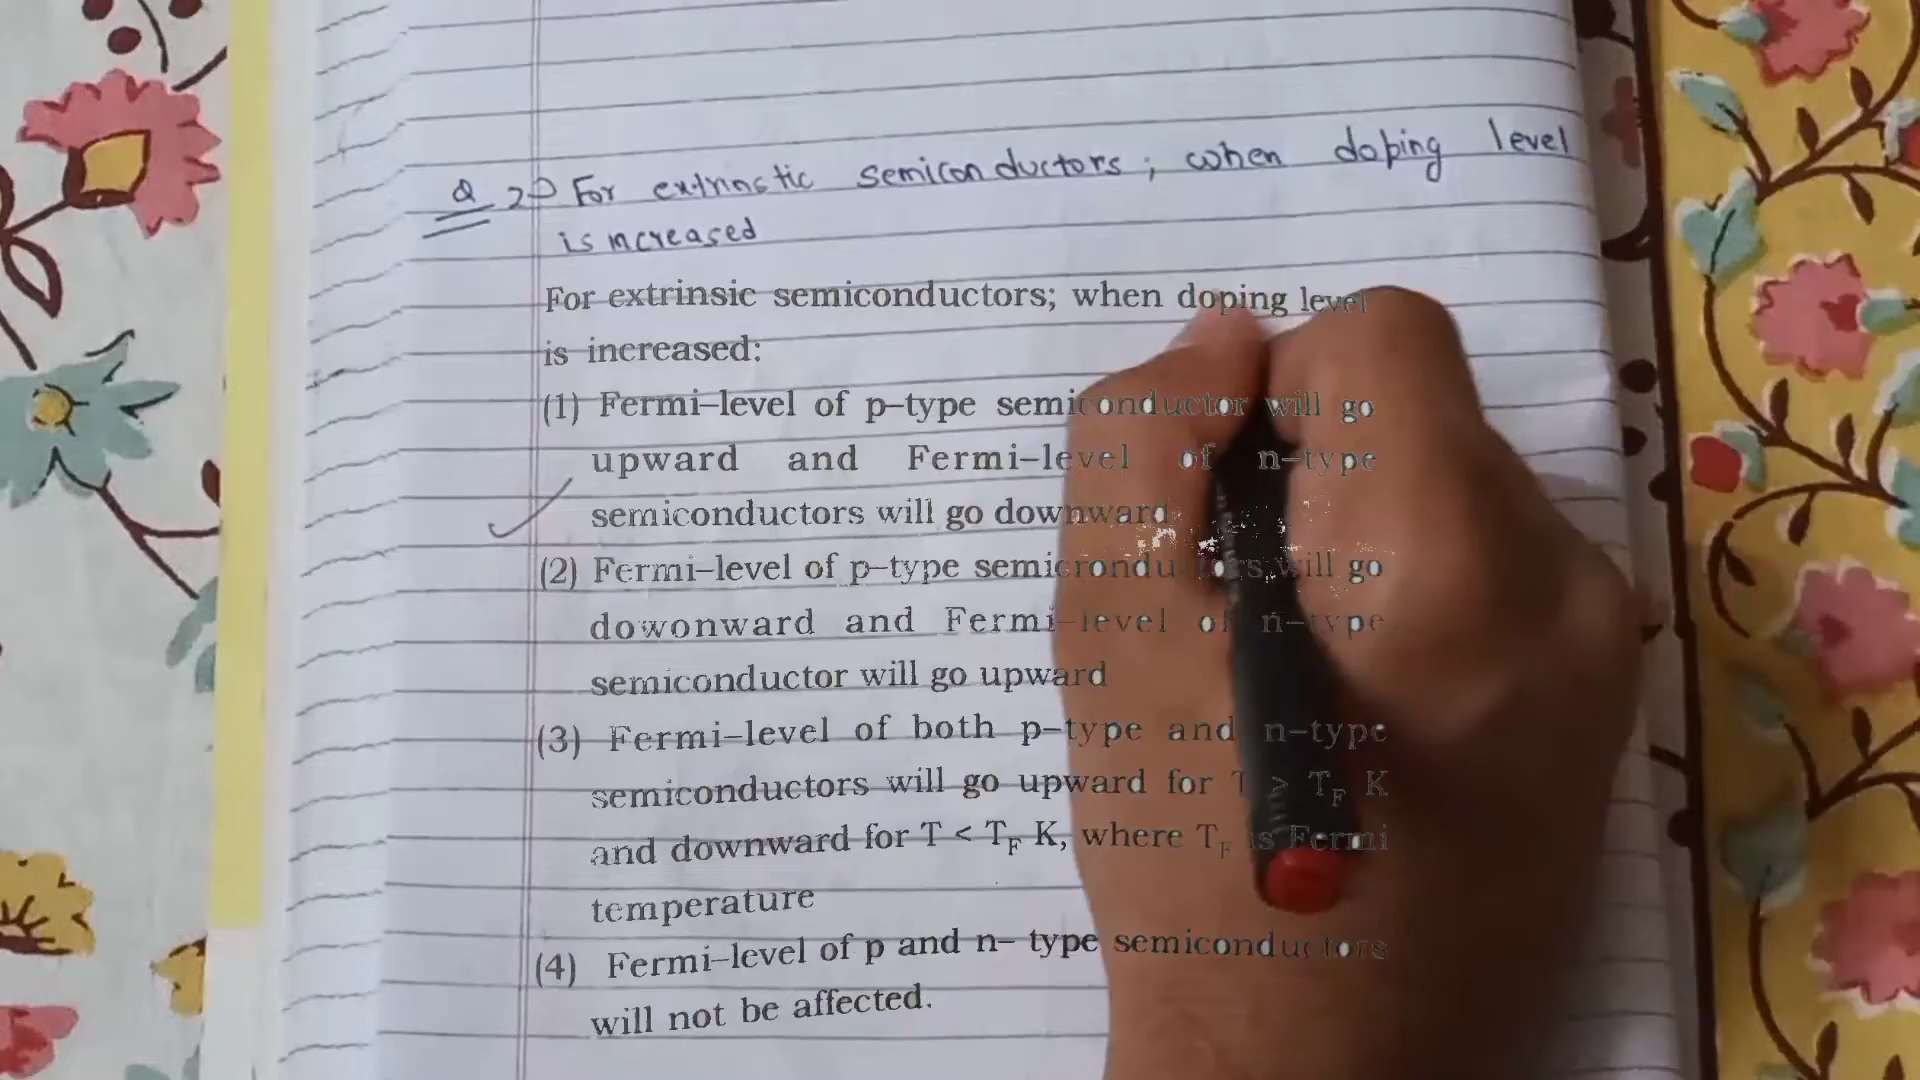 Q 2) For extrinstic semiconductors; when doping level
is increased
For extrinsic semiconductors; when doping level
is increased:
(1) Fermi-level of p-type semiconductor will go
upward and Fermi-level of n-type
semiconductors will go downward
(2) Fermi-level of p-type semicronductors will go
dowonward and Fermi-level of n-type
semiconductor will go upward
(3) Fermi-level of both p-type and n-type
semiconductors will go upward for T > T_F K
and downward for T < T_F K, where T_F is Fermi
temperature
(4) Fermi-level of p and n- type semiconductors
will not be affected.